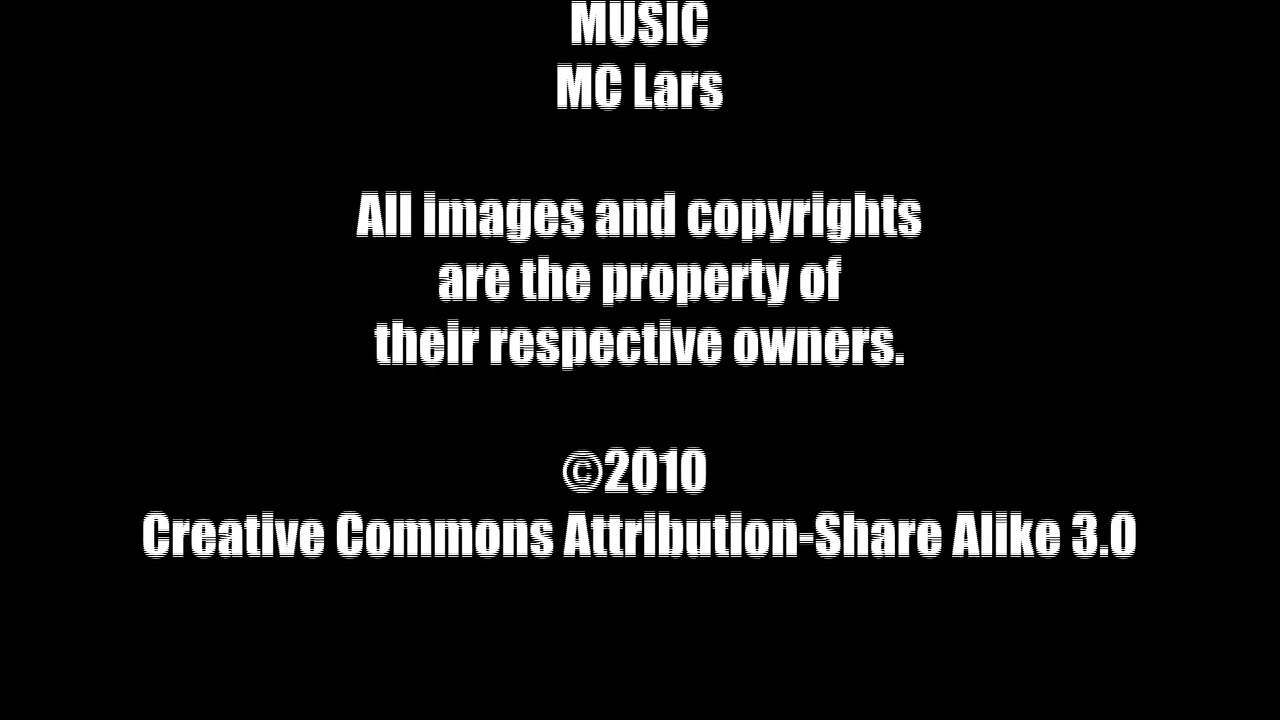 MUSIC
MC Lars
All images and copyrights
are the property of
their respective owners.
©2010
Creative Commons Attribution-Share Alike 3.0